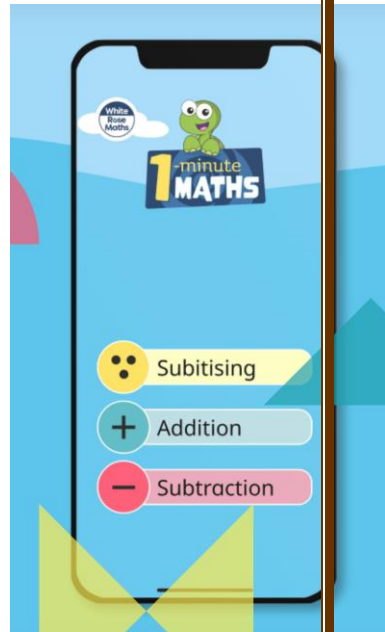 White
Rose
Maths
1-minute
MATHS
Subitising
Addition
Subtraction